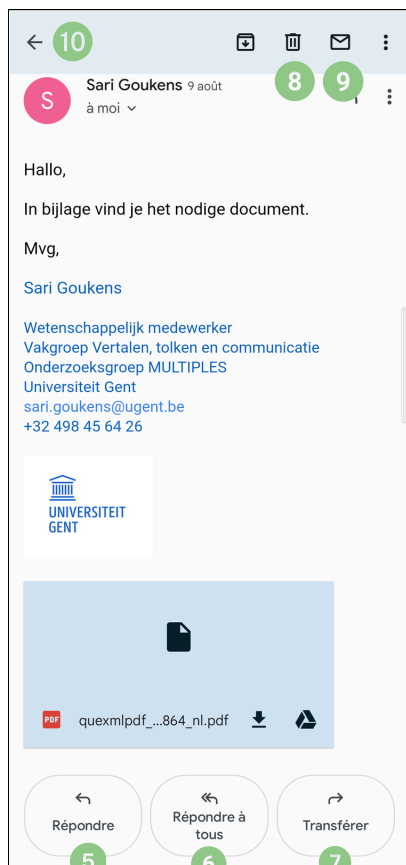 10
8
9
S
Sari Goukens 9 août
à moi
Hallo,
In bijlage vind je het nodige document.
Mvg,
Sari Goukens
Wetenschappelijk medewerker
Vakgroep Vertalen, tolken en communicatie
Onderzoeksgroep MULTIPLES
Universiteit Gent
sari.goukens@ugent.be
+32 498 45 64 26
UNIVERSITEIT
GENT
PDF quexmlpdf_...864_nl.pdf
Répondre
Répondre à
tous
Transférer
5
6
7